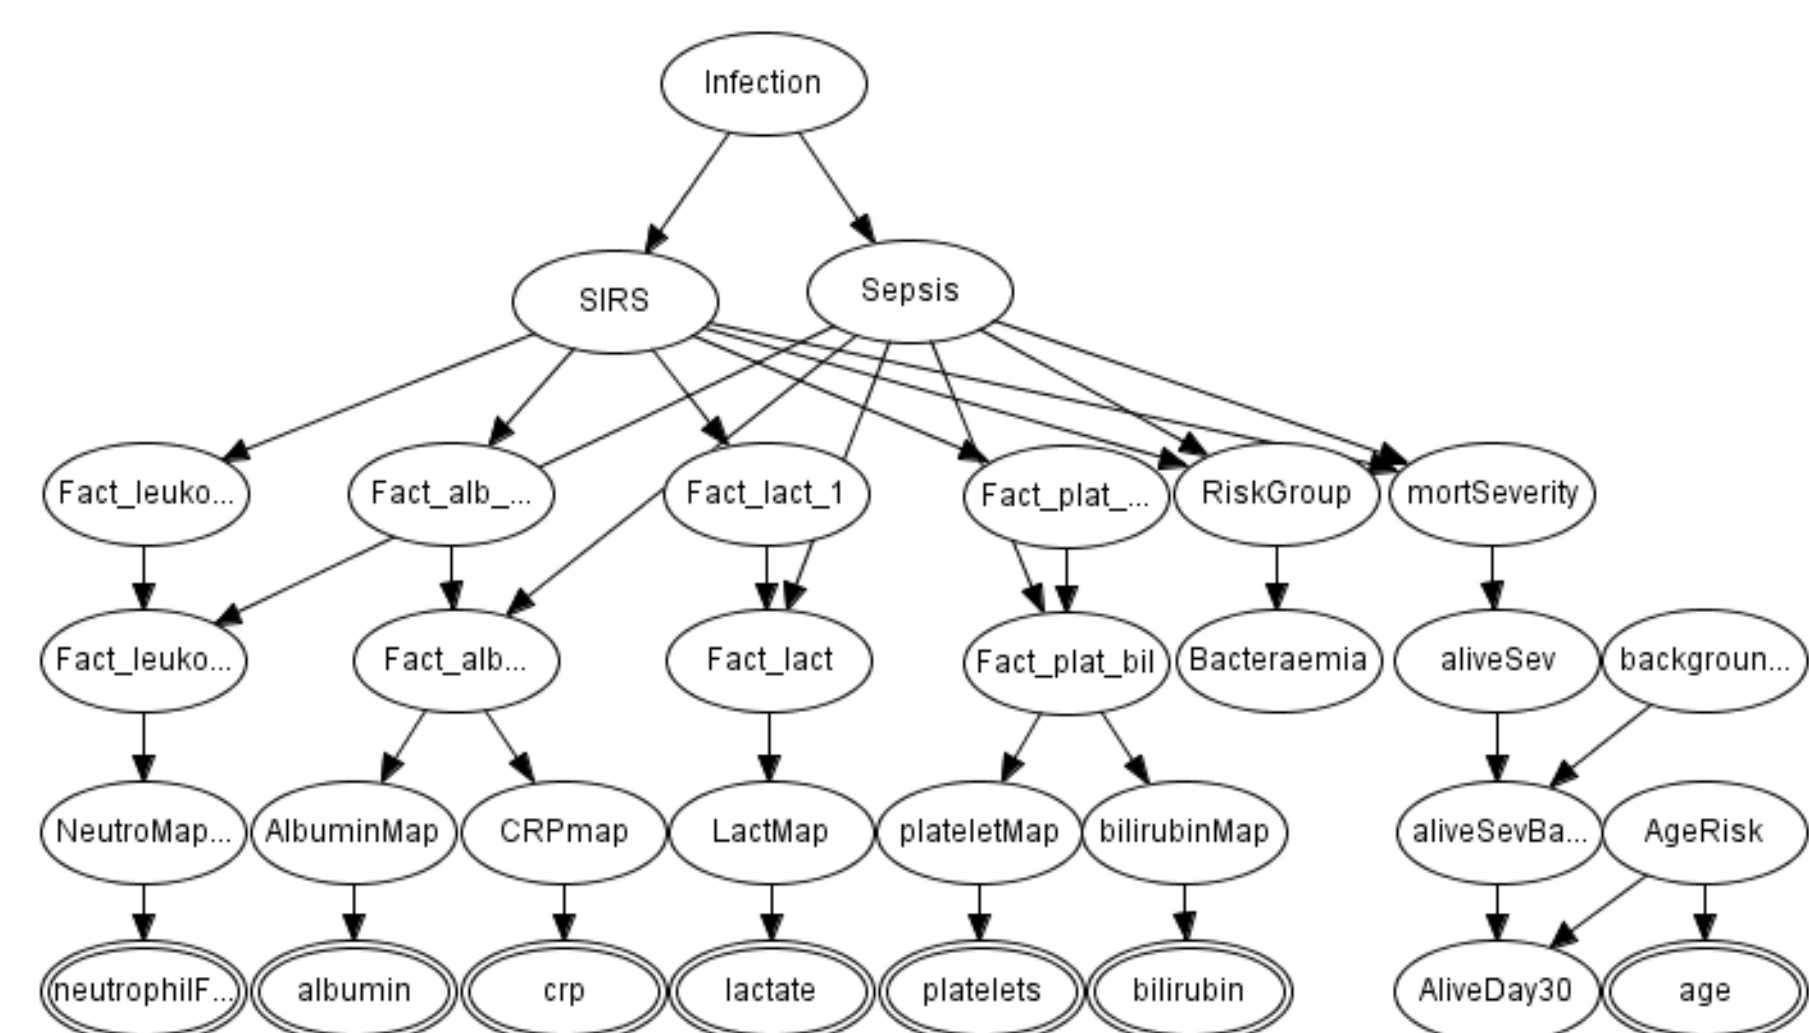 Infection
SIRS
Sepsis
Fact_leuko...
Fact_alb_...
Fact_lact_1
Fact_plat_...
RiskGroup
mortSeverity
Fact_leuko...
Fact_alb...
Fact_lact
Fact_plat_bil
Bacteraemia
aliveSev
backgroun...
NeutroMap...
AlbuminMap
CRPmap
LactMap
plateletMap
bilirubinMap
aliveSevBa...
AgeRisk
neutrophilF...
albumin
crp
lactate
platelets
bilirubin
AliveDay30
age